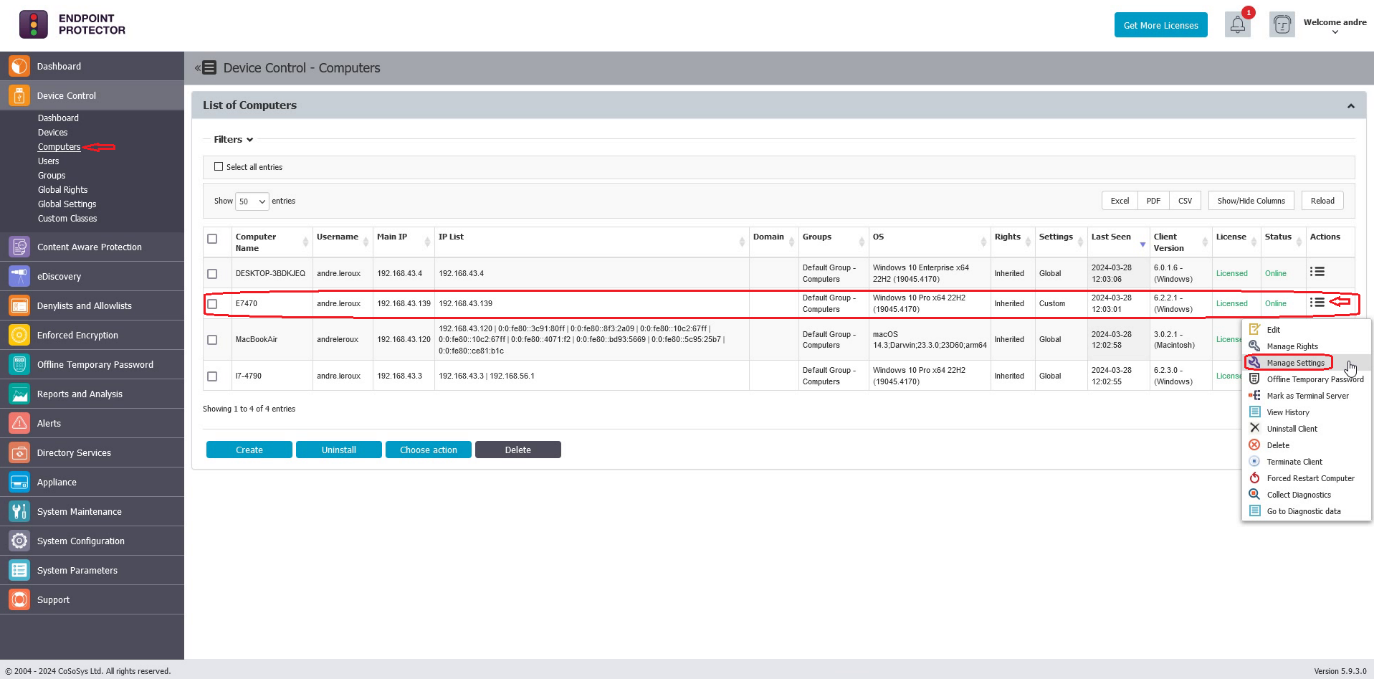 ENDPOINT
PROTECTOR
Get More Licenses
1
Welcome andre
Dashboard
Device Control
Dashboard
Devices
Computers
Users
Groups
Global Rights
Global Settings
Custom Classes
Content Aware Protection
eDiscovery
Denylists and Allowlists
Enforced Encryption
Offline Temporary Password
Reports and Analysis
Alerts
Directory Services
Appliance
System Maintenance
System Configuration
System Parameters
Support
Device Control - Computers
List of Computers
Filters
Select all entries
Show 50 entries
Excel PDF CSV Show/Hide Columns Reload
Computer Name Username Main IP IP List Domain Groups OS Rights Settings Last Seen Client Version License Status Actions
DESKTOP-3BDKJEQ andre.leroux 192.168.43.4 192.168.43.4 Default Group - Computers Windows 10 Enterprise x64 22H2 (19045.4170) Inherited Global 2024-03-28 12:03:06 6.0.1.6 - (Windows) Licensed Online
E7470 andre.leroux 192.168.43.139 192.168.43.139 Default Group - Computers Windows 10 Pro x64 22H2 (19045.4170) Inherited Custom 2024-03-28 12:03:01 6.2.2.1 - (Windows) Licensed Online
MacBookAir andreleroux 192.168.43.120 192.168.43.120 | 0:0:fe80::3c91:80ff | 0:0:fe80::8f3:2a09 | 0:0:fe80::10c2:67ff | 0:0:fe80::10c2:67ff | 0:0:fe80::4071:f2 | 0:0:fe80::bd93:5669 | 0:0:fe80::5c95:25b7 | 0:0:fe80::ce81:b1c Default Group - Computers macOS 14.3;Darwin;23.3.0;23D60;arm64 Inherited Global 2024-03-28 12:02:58 3.0.2.1 - (Macintosh)
I7-4790 andre.leroux 192.168.43.3 192.168.43.3 | 192.168.56.1 Default Group - Computers Windows 10 Pro x64 22H2 (19045.4170) Inherited Global 2024-03-28 12:02:55 6.2.3.0 - (Windows)
Showing 1 to 4 of 4 entries
Create Uninstall Choose action Delete
Edit
Manage Rights
Manage Settings
Offline Temporary Password
Mark as Terminal Server
View History
Uninstall Client
Delete
Terminate Client
Forced Restart Computer
Collect Diagnostics
Go to Diagnostic data
© 2004 - 2024 CoSoSys Ltd. All rights reserved.
Version 5.9.3.0